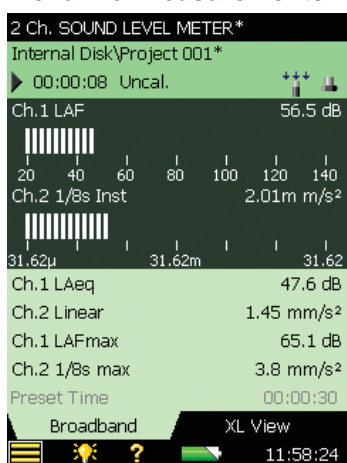 2 Ch. SOUND LEVEL METER*
Internal Disk\Project 001*
00:00:08 Uncal.
Ch.1 LAF 56.5 dB
20 40 60 80 100 120 140
Ch.2 1/8s Inst 2.01m m/s²
31.62µ 31.62m 31.62
Ch.1 LAeq 47.6 dB
Ch.2 Linear 1.45 mm/s²
Ch.1 LAFmax 65.1 dB
Ch.2 1/8s max 3.8 mm/s²
Preset Time 00:00:30
Broadband XL View
? 11:58:24